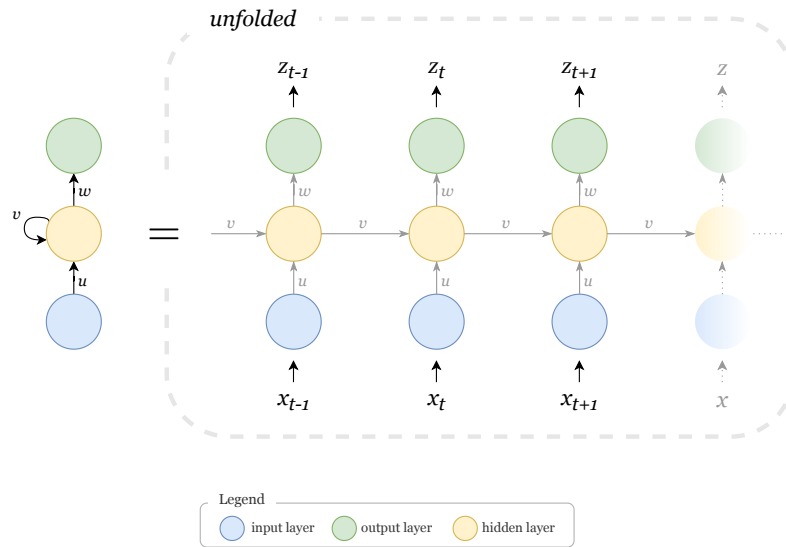 unfolded
z_{t-1} z_t z_{t+1} z
w w w w
v v v v v
=
u u u u
x_{t-1} x_t x_{t+1} x
Legend
input layer output layer hidden layer